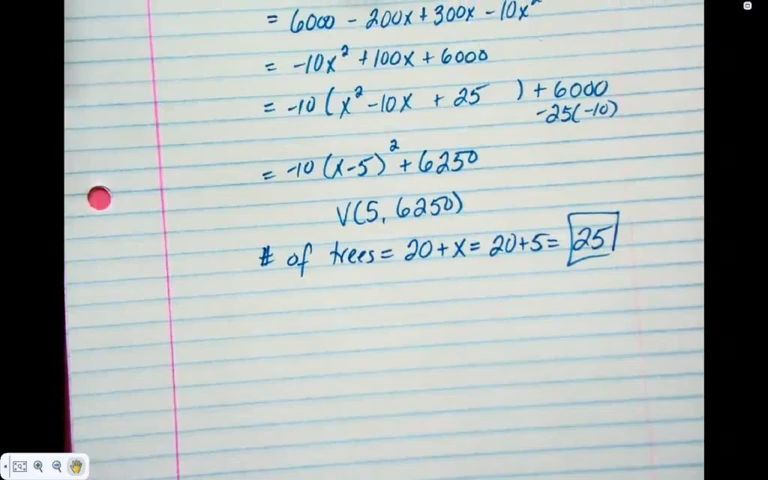 = 6000 - 200x + 300x - 10x²
= -10x² + 100x + 6000
= -10 ( x² - 10x + 25 ) + 6000
-25(-10)
= -10 (x-5)² + 6250
V(5, 6250)
# of trees = 20 + x = 20 + 5 = 25